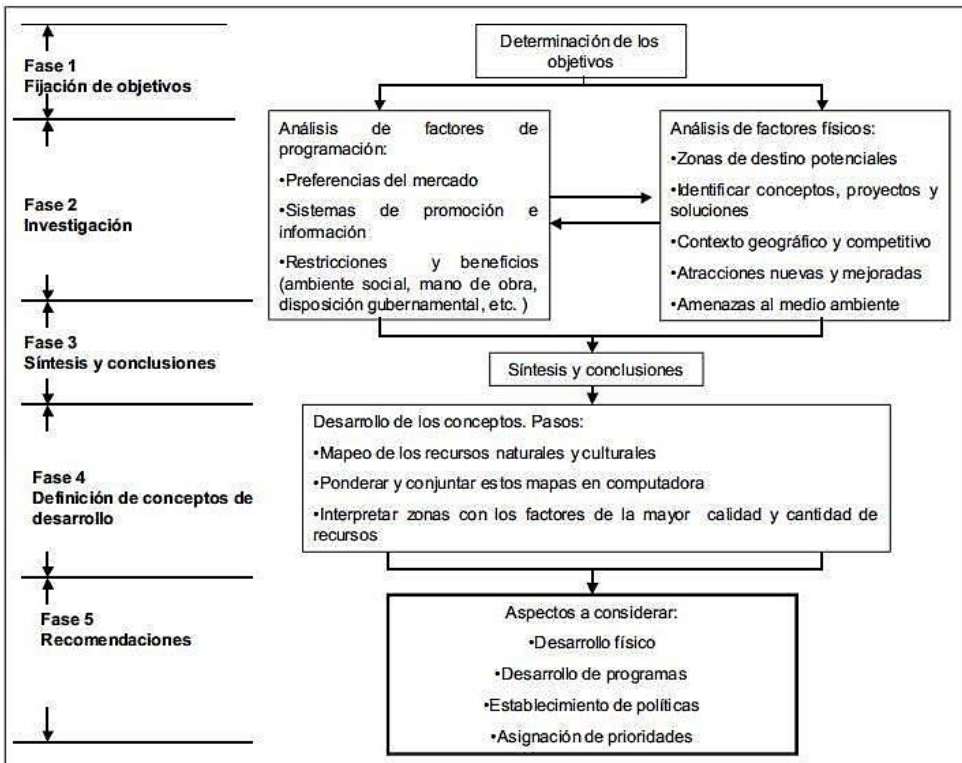 Fase 1
Fijación de objetivos
Determinación de los
objetivos
Fase 2
Investigación
Análisis de factores de
programación:
•Preferencias del mercado
•Sistemas de promoción e
información
•Restricciones y beneficios
(ambiente social, mano de obra,
disposición gubernamental, etc. )
Análisis de factores físicos:
•Zonas de destino potenciales
•Identificar conceptos, proyectos y
soluciones
•Contexto geográfico y competitivo
•Atracciones nuevas y mejoradas
•Amenazas al medio ambiente
Fase 3
Síntesis y conclusiones
Síntesis y conclusiones
Fase 4
Definición de conceptos de
desarrollo
Desarrollo de los conceptos. Pasos:
•Mapeo de los recursos naturales y culturales
•Ponderar y conjuntar estos mapas en computadora
•Interpretar zonas con los factores de la mayor calidad y cantidad de
recursos
Fase 5
Recomendaciones
Aspectos a considerar:
•Desarrollo físico
•Desarrollo de programas
•Establecimiento de políticas
•Asignación de prioridades